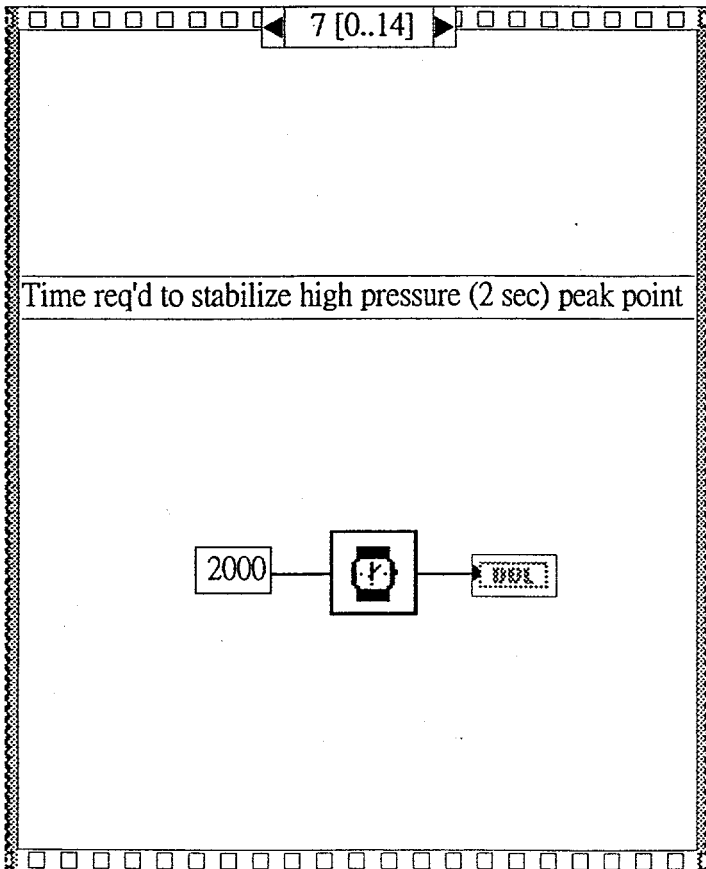 7 [0..14]
Time req'd to stabilize high pressure (2 sec) peak point
2000